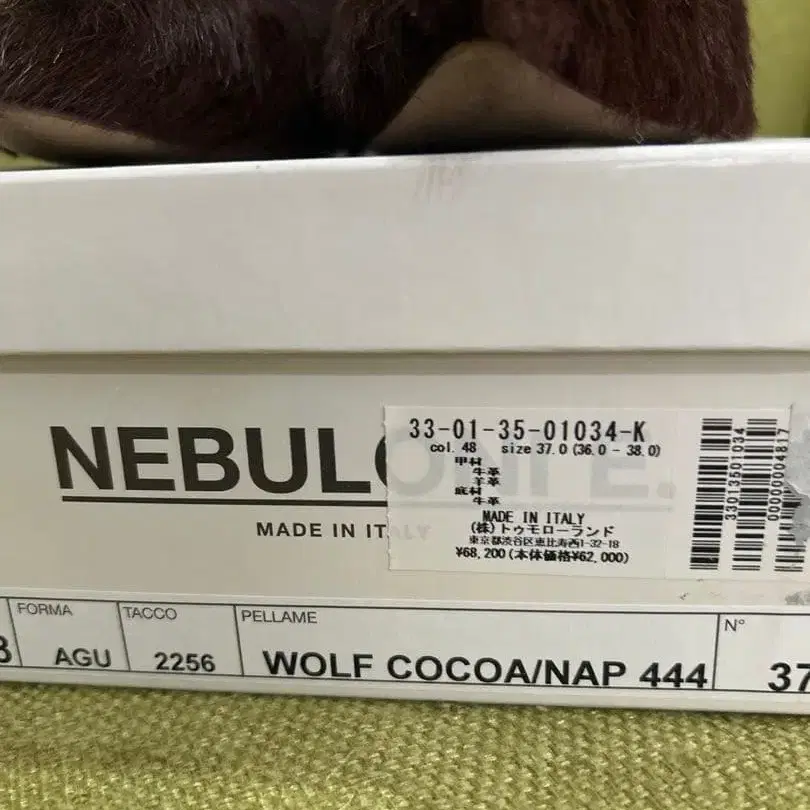 NEBULONI E.
MADE IN ITALY
33-01-35-01034-K
col. 48 size 37.0 (36.0 - 38.0)
甲材
牛革
羊革
底材
牛革
MADE IN ITALY
(株)トゥモローランド
東京都渋谷区恵比寿西1-32-18
¥68,200(本体価格¥62,000)
33013501034
00000004817
FORMA TACCO PELLAME N°
AGU 2256 WOLF COCOA/NAP 444 37